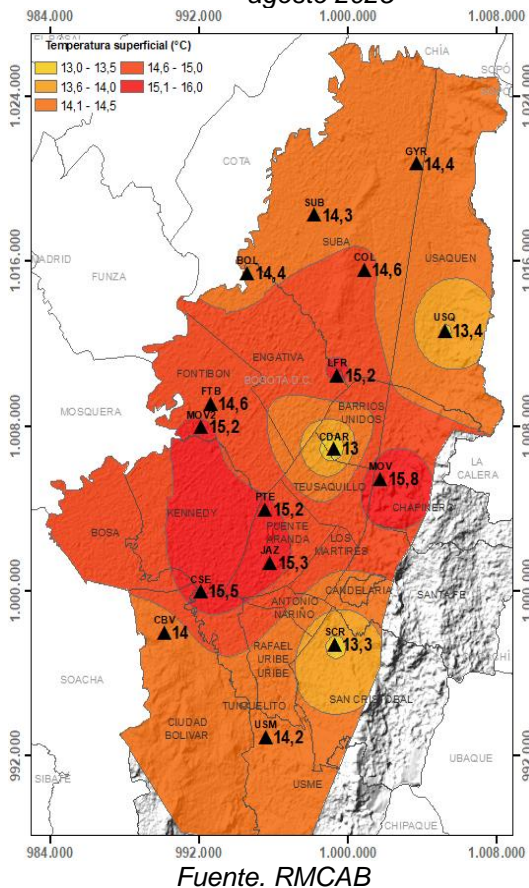 agosto 2023
984.000 992.000 1.000.000 1.008.000
Temperatura superficial (°C)
13,0 - 13,5
13,6 - 14,0
14,1 - 14,5
14,6 - 15,0
15,1 - 16,0
CHÍA
SOPÓ
1.024.000
1.024.000
GYR
14,4
COTA
SUB
14,3
SUBA
1.016.000
1.016.000
BOL
14,4
COL
14,6
USAQUEN
FUNZA
USQ
13,4
ENGATIVA
LFR
15,2
FONTIBON
BOGOTA D.C.
FTB
14,6
BARRIOS
UNIDOS
MOSQUERA
MOV2
15,2
1.008.000
1.008.000
CDAR
13
LA
CALERA
TEUSAQUILLO
MOV
15,8
CHAPINERO
PTE
15,2
KENNEDY
PUENTE
ARANDA
BOSA
LOS
MARTIRES
JAZ
15,3
CSE
15,5
1.000.000
1.000.000
CANDELARIA
SANTA FE
ANTONIO
NARIÑO
CBV
14
SCR
13,3
RAFAEL
URIBE
URIBE
SOACHA
SAN CRISTOBAL
TUNJUELITO
CIUDAD
BOLIVAR
USM
14,2
992.000
992.000
UBAQUE
USME
CHIPAQUE
984.000 992.000 1.000.000 1.008.000
Fuente. RMCAB